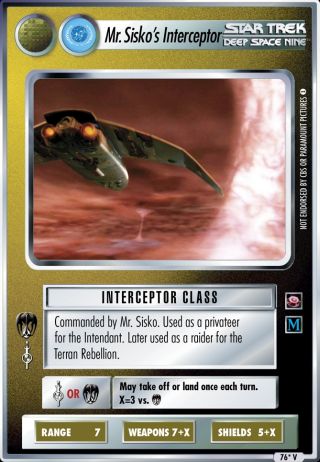 Mr. Sisko's Interceptor
STAR TREK
DEEP SPACE NINE
NOT ENDORSED BY CBS OR PARAMOUNT PICTURES
INTERCEPTOR CLASS
Commanded by Mr. Sisko. Used as a privateer
for the Intendant. Later used as a raider for the
Terran Rebellion.
M
OR
May take off or land once each turn.
X=3 vs.
RANGE 7
WEAPONS 7+X
SHIELDS 5+X
76* V